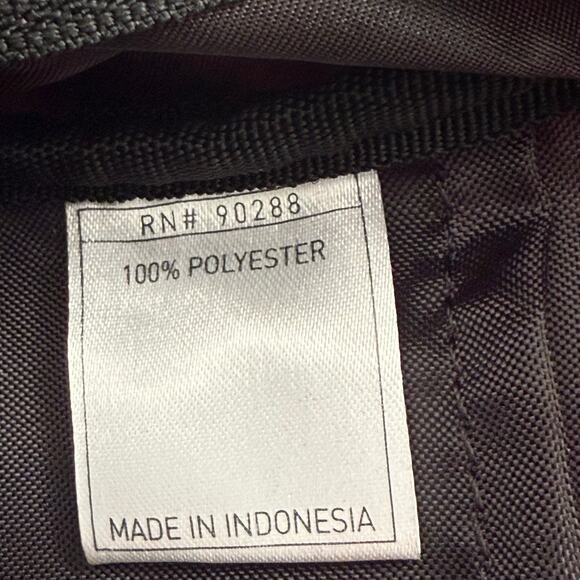 RN# 90288
100% POLYESTER
MADE IN INDONESIA